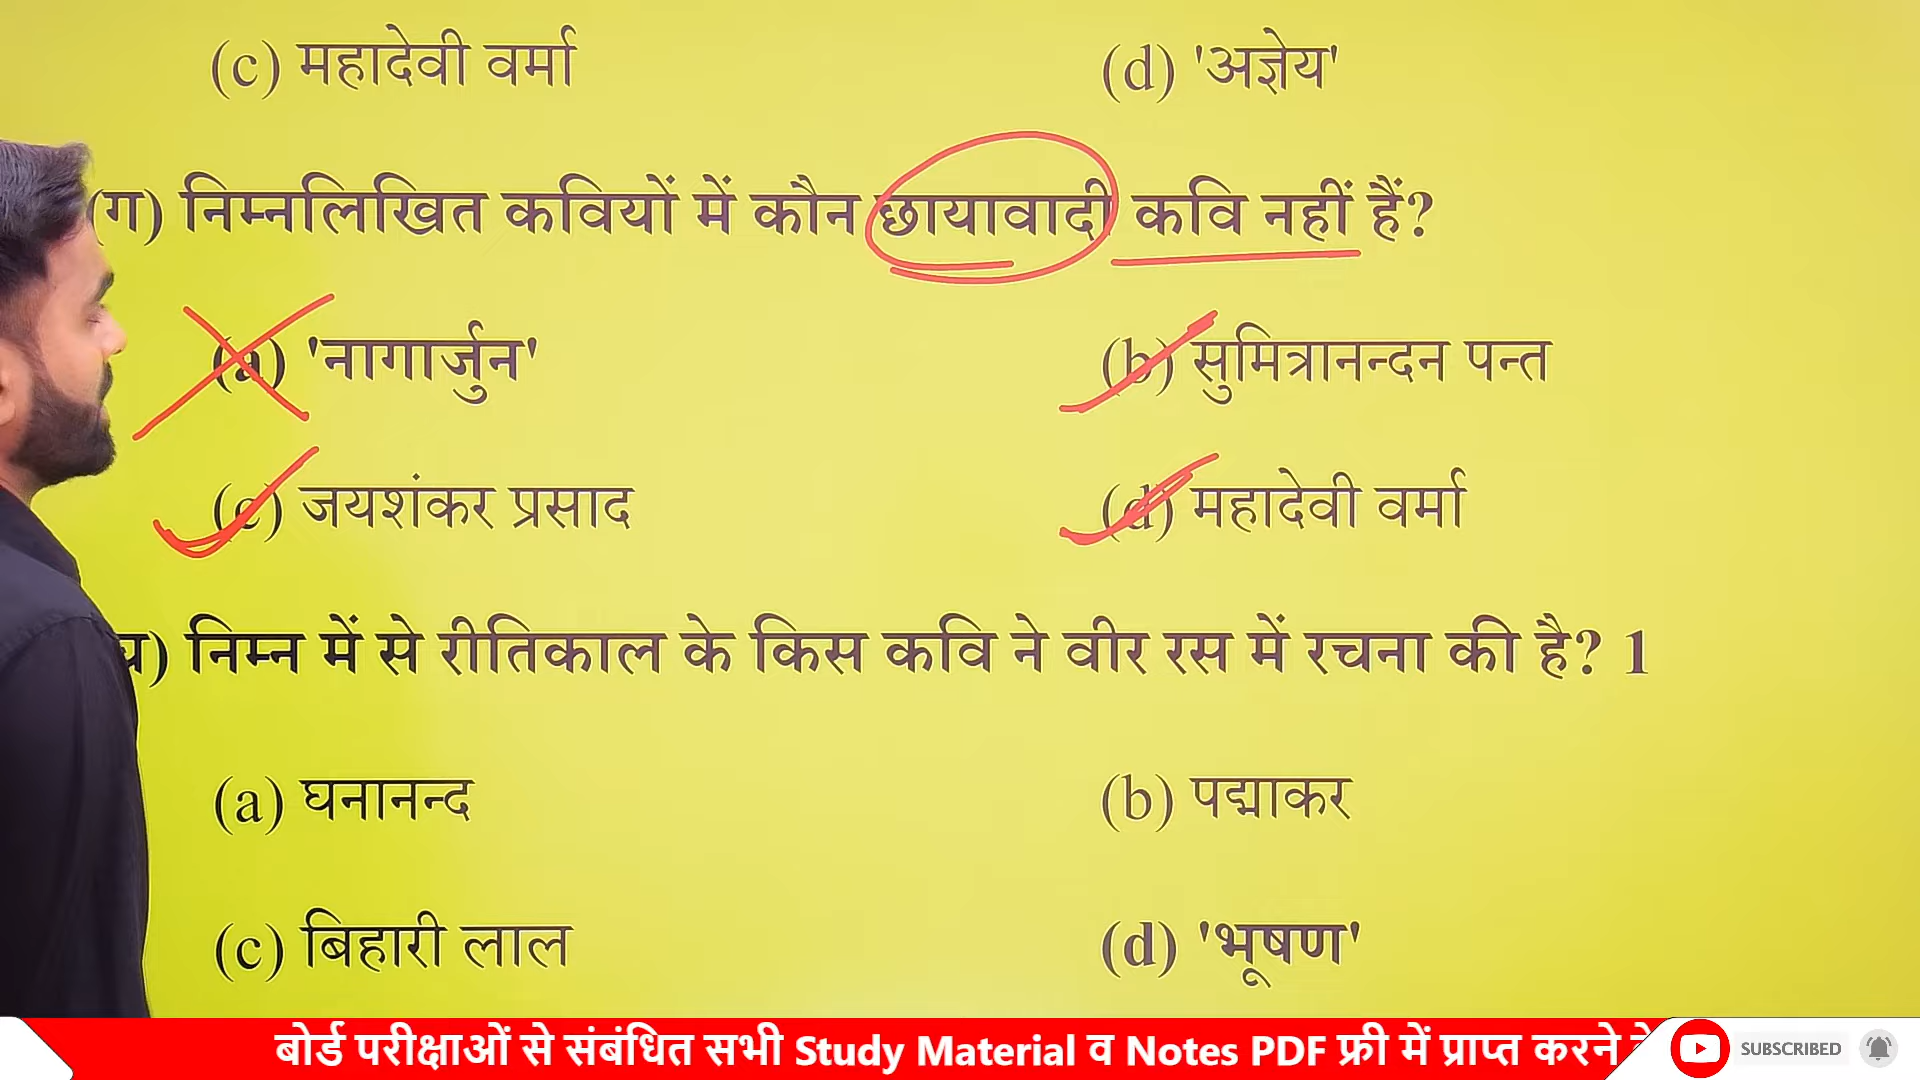 (c) महादेवी वर्मा (d) 'अज्ञेय'
(ग) निम्नलिखित कवियों में कौन छायावादी कवि नहीं हैं?
(a) 'नागार्जुन' (b) सुमित्रानन्दन पन्त
(c) जयशंकर प्रसाद (d) महादेवी वर्मा
निम्न में से रीतिकाल के किस कवि ने वीर रस में रचना की है? 1
(a) घनानन्द (b) पद्माकर
(c) बिहारी लाल (d) 'भूषण'
बोर्ड परीक्षाओं से संबंधित सभी Study Material व Notes PDF फ्री में प्राप्त करने
SUBSCRIBED